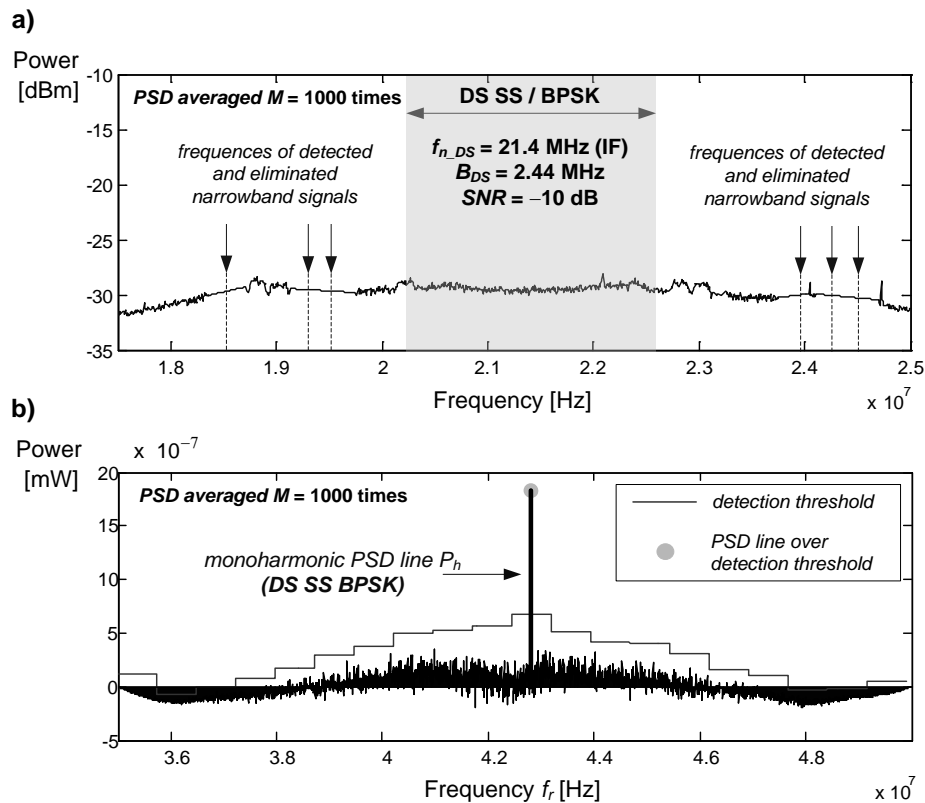 a)
Power
[dBm]
-10
-15
-20
-25
-30
-35
PSD averaged M = 1000 times
DS SS / BPSK
f_n_DS = 21.4 MHz (IF)
B_DS = 2.44 MHz
SNR = −10 dB
frequences of detected
and eliminated
narrowband signals
frequences of detected
and eliminated
narrowband signals
1.8 1.9 2 2.1 2.2 2.3 2.4 2.5
Frequency [Hz]
x 10^7
b)
Power
[mW]
x 10^−7
20
15
10
5
0
-5
PSD averaged M = 1000 times
monoharmonic PSD line P_h
(DS SS BPSK)
detection threshold
PSD line over
detection threshold
3.6 3.8 4 4.2 4.4 4.6 4.8
Frequency f_r [Hz]
x 10^7